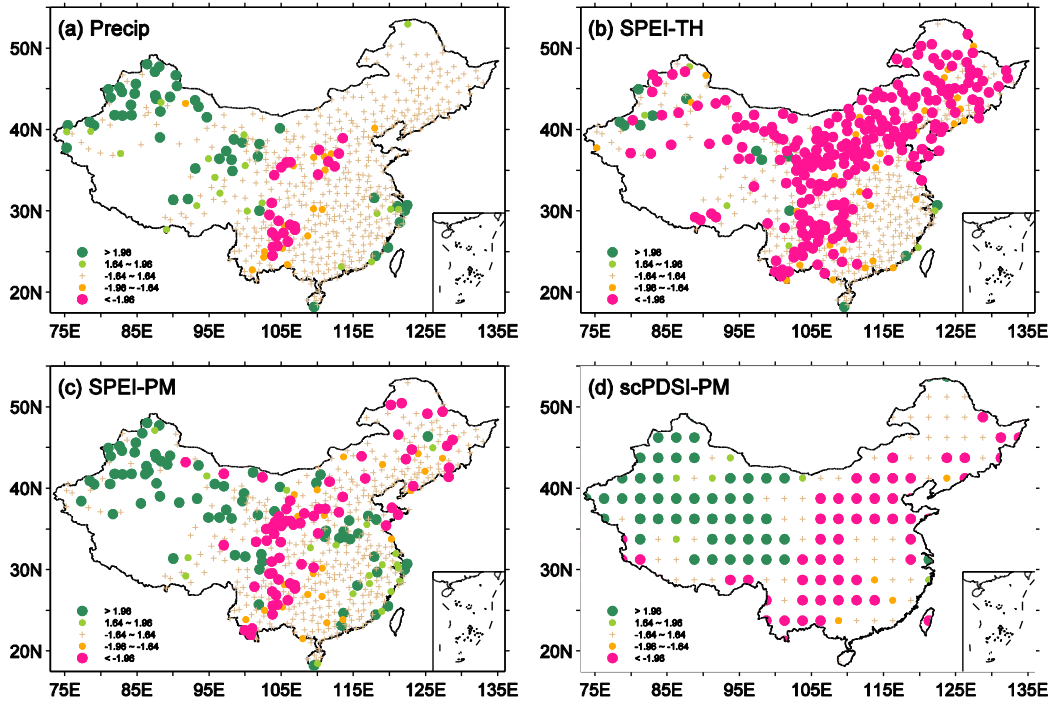 (a) Precip
50N
40N
30N
20N
> 1.96
1.64 ~ 1.96
-1.64 ~ 1.64
-1.96 ~ -1.64
< -1.96
75E 85E 95E 105E 115E 125E 135E
(b) SPEI-TH
50N
40N
30N
20N
> 1.96
1.64 ~ 1.96
-1.64 ~ 1.64
-1.96 ~ -1.64
< -1.96
75E 85E 95E 105E 115E 125E 135E
(c) SPEI-PM
50N
40N
30N
20N
> 1.96
1.64 ~ 1.96
-1.64 ~ 1.64
-1.96 ~ -1.64
< -1.96
75E 85E 95E 105E 115E 125E 135E
(d) scPDSI-PM
50N
40N
30N
20N
> 1.96
1.64 ~ 1.96
-1.64 ~ 1.64
-1.96 ~ -1.64
< -1.96
75E 85E 95E 105E 115E 125E 135E